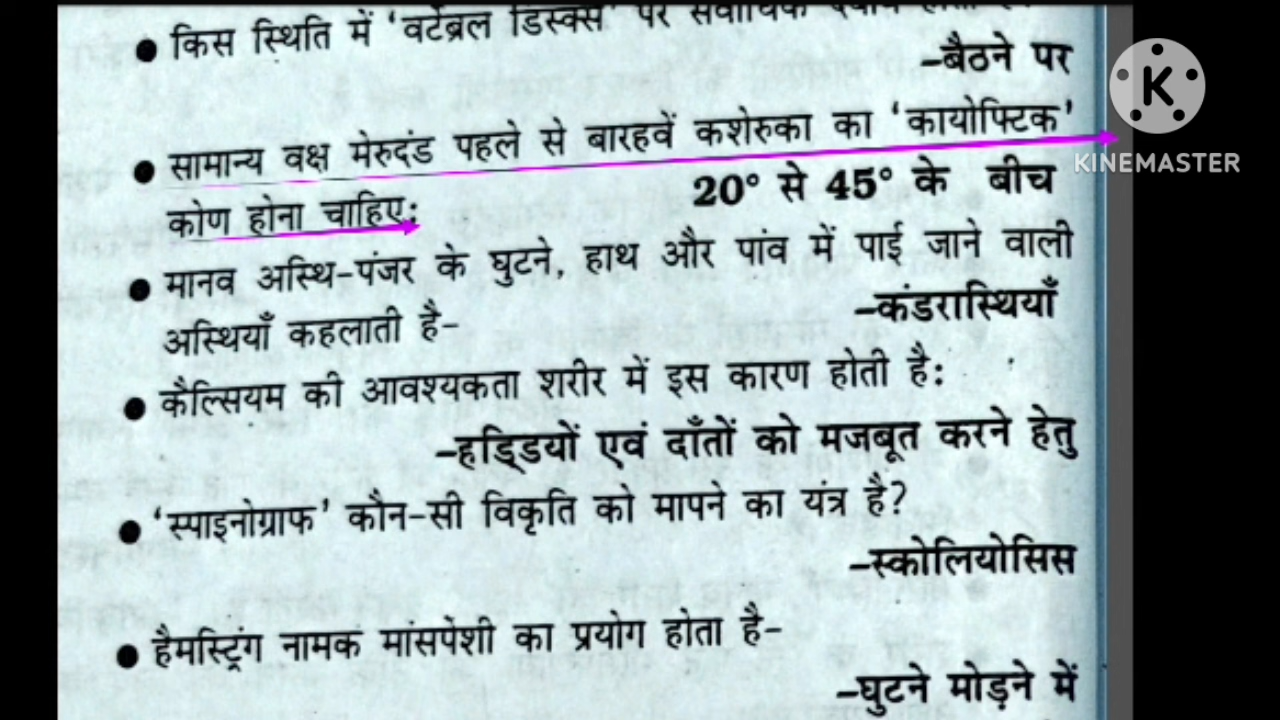 ● किस स्थिति में 'वर्टेब्रल डिस्क्स' पर
–बैठने पर
K
KINEMASTER
● सामान्य वक्ष मेरुदंड पहले से बारहवें कशेरुका का 'कायोफ्टिक'
कोण होना चाहिए: 20° से 45° के बीच
● मानव अस्थि-पंजर के घुटने, हाथ और पांव में पाई जाने वाली
अस्थियाँ कहलाती है– –कंडरास्थियाँ
● कैल्सियम की आवश्यकता शरीर में इस कारण होती है:
–हड्डियों एवं दाँतों को मजबूत करने हेतु
● 'स्पाइनोग्राफ' कौन-सी विकृति को मापने का यंत्र है?
–स्कोलियोसिस
● हैमस्ट्रिंग नामक मांसपेशी का प्रयोग होता है–
–घुटने मोड़ने में